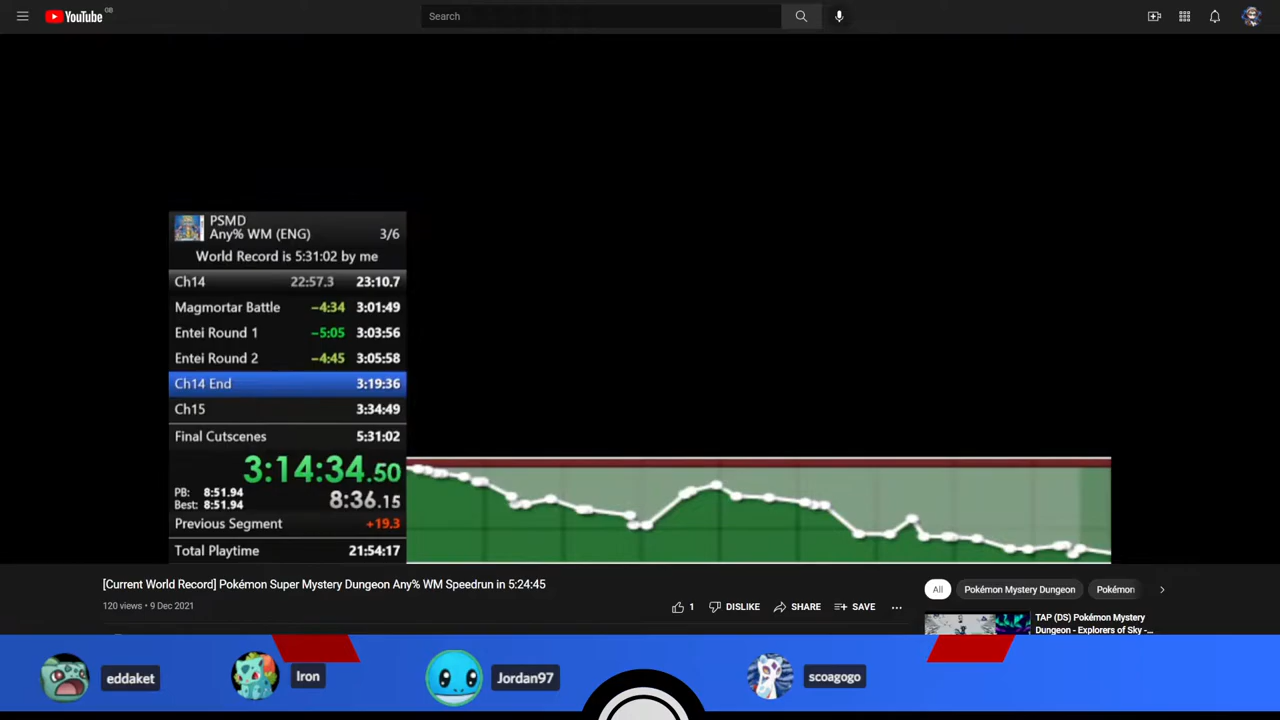 YouTube GB
Search
PSMD
Any% WM (ENG) 3/6
World Record is 5:31:02 by me
Ch14 22:57.3 23:10.7
Magmortar Battle −4:34 3:01:49
Entei Round 1 −5:05 3:03:56
Entei Round 2 −4:45 3:05:58
Ch14 End 3:19:36
Ch15 3:34:49
Final Cutscenes 5:31:02
3:14:34.50
PB: 8:51.94
Best: 8:51.94
8:36.15
Previous Segment +19.3
Total Playtime 21:54:17
[Current World Record] Pokémon Super Mystery Dungeon Any% WM Speedrun in 5:24:45
120 views • 9 Dec 2021
1 DISLIKE SHARE SAVE
All Pokémon Mystery Dungeon Pokémon
TAP (DS) Pokémon Mystery
Dungeon - Explorers of Sky -...
eddaket Iron Jordan97 scoagogo